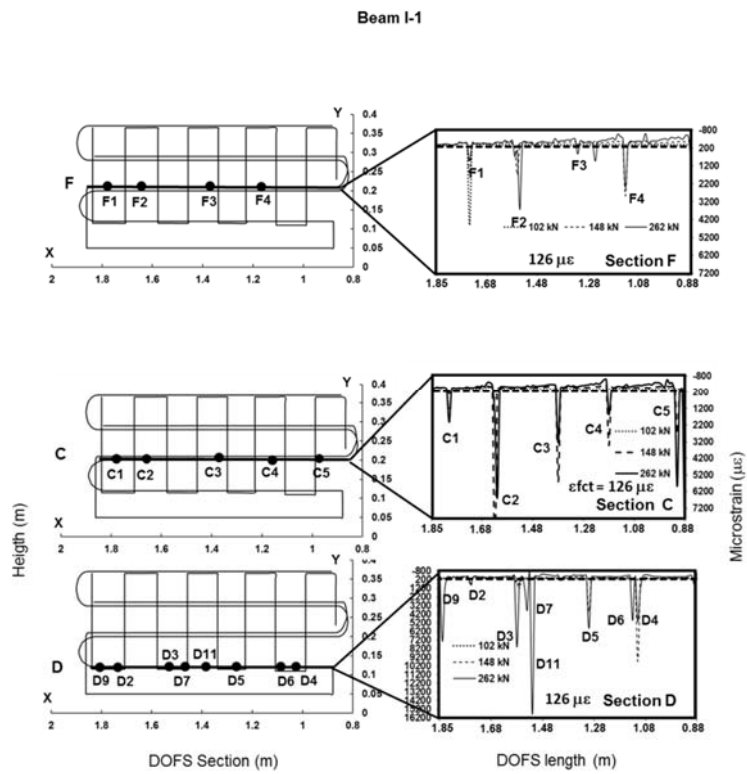 Beam I-1
Y
0.4
0.35
0.3
0.25
0.2
0.15
0.1
0.05
0
F
F1
F2
F3
F4
X
2
1.8
1.6
1.4
1.2
1
0.8
-800
200
1200
2200
3200
4200
5200
6200
7200
F1
F2
F3
F4
102 kN
148 kN
262 kN
126 µε
Section F
1.85
1.68
1.48
1.28
1.08
0.88
Y
0.4
0.35
0.3
0.25
0.2
0.15
0.1
0.05
0
C
C1
C2
C3
C4
C5
X
2
1.8
1.6
1.4
1.2
1
0.8
-800
200
1200
2200
3200
4200
5200
6200
7200
C1
C2
C3
C4
C5
102 kN
148 kN
262 kN
εfct = 126 µε
Section C
1.85
1.68
1.48
1.28
1.08
0.88
Y
0.4
0.35
0.3
0.25
0.2
0.15
0.1
0.05
0
D
D9
D2
D3
D7
D11
D5
D6
D4
X
2
1.8
1.6
1.4
1.2
1
0.8
-800
200
1200
2200
3200
4200
5200
6200
7200
8200
9200
10200
11200
12200
13200
14200
15200
16200
D9
D2
D3
D7
D11
D5
D6
D4
102 kN
148 kN
262 kN
126 µε
Section D
1.85
1.68
1.48
1.28
1.08
0.88
Heigth (m)
Microstrain (µε)
DOFS Section (m)
DOFS length (m)